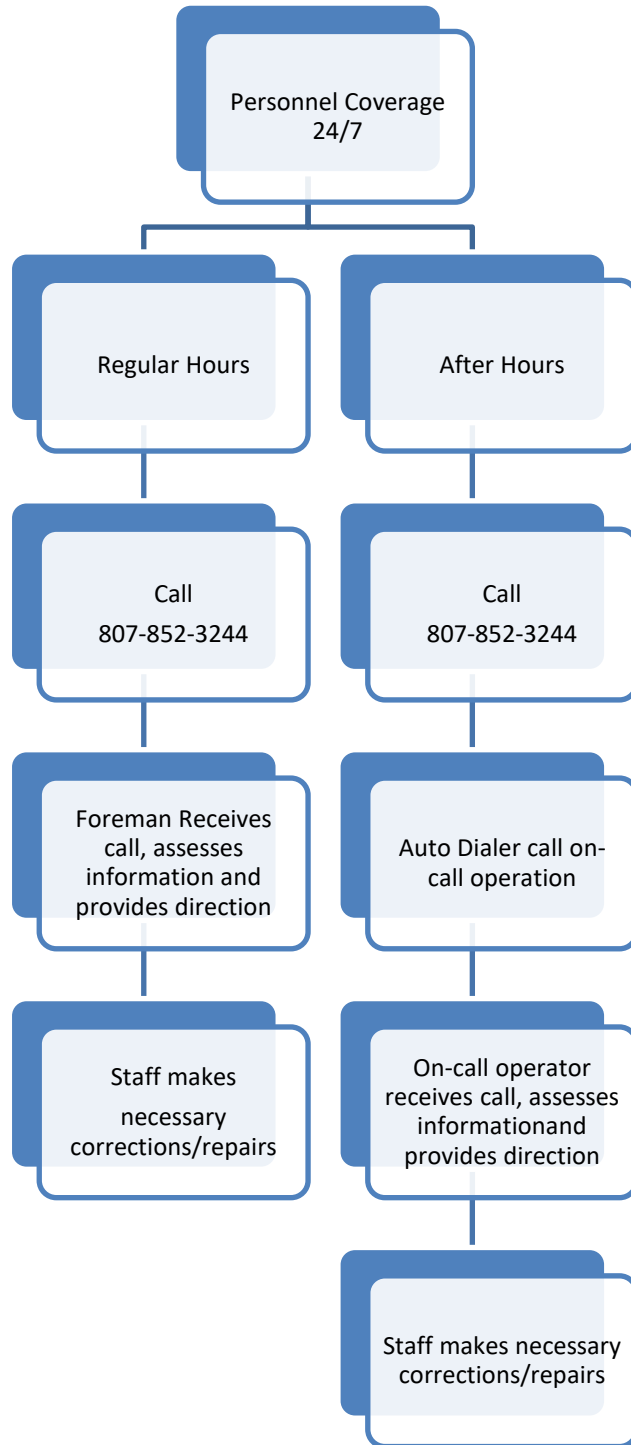 Personnel Coverage
24/7
Regular Hours
Call
807-852-3244
Foreman Receives
call, assesses
information and
provides direction
Staff makes
necessary
corrections/repairs
After Hours
Call
807-852-3244
Auto Dialer call on-
call operation
On-call operator
receives call, assesses
informationand
provides direction
Staff makes necessary
corrections/repairs